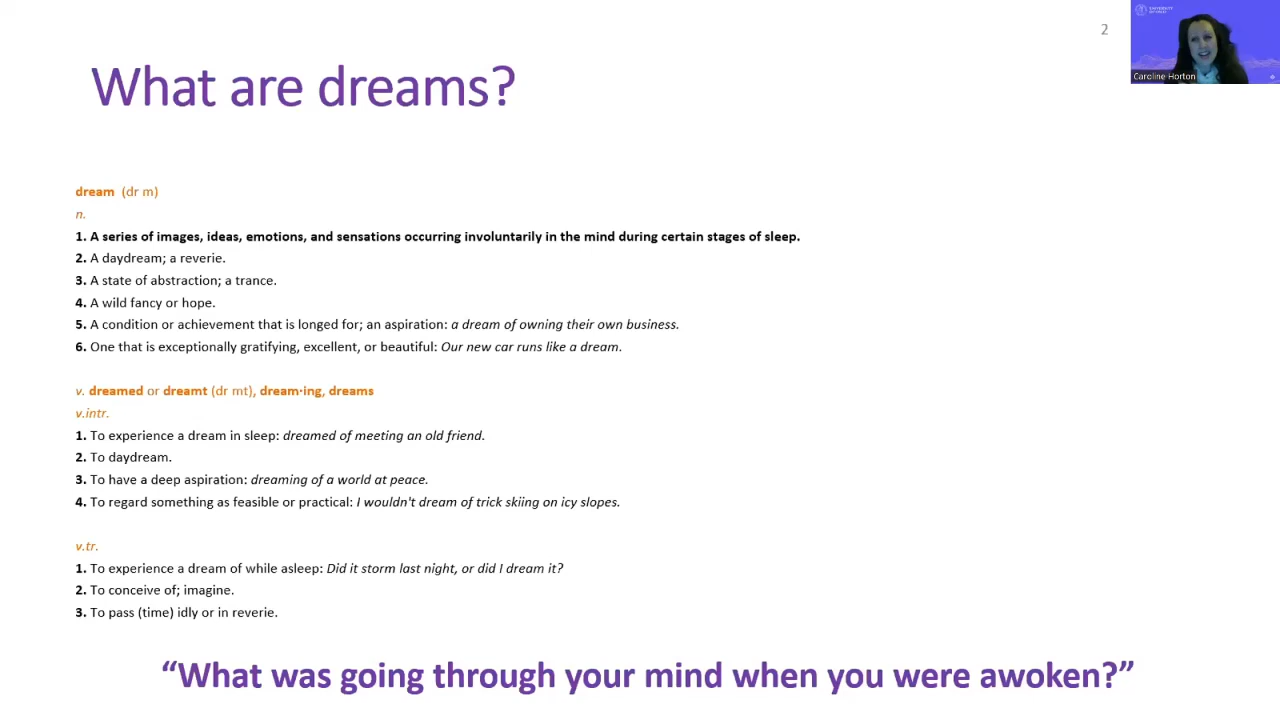 2
Caroline Horton
What are dreams?
dream (dr m)
n.
1. A series of images, ideas, emotions, and sensations occurring involuntarily in the mind during certain stages of sleep.
2. A daydream; a reverie.
3. A state of abstraction; a trance.
4. A wild fancy or hope.
5. A condition or achievement that is longed for; an aspiration: a dream of owning their own business.
6. One that is exceptionally gratifying, excellent, or beautiful: Our new car runs like a dream.
v. dreamed or dreamt (dr mt), dream·ing, dreams
v.intr.
1. To experience a dream in sleep: dreamed of meeting an old friend.
2. To daydream.
3. To have a deep aspiration: dreaming of a world at peace.
4. To regard something as feasible or practical: I wouldn't dream of trick skiing on icy slopes.
v.tr.
1. To experience a dream of while asleep: Did it storm last night, or did I dream it?
2. To conceive of; imagine.
3. To pass (time) idly or in reverie.
“What was going through your mind when you were awoken?”